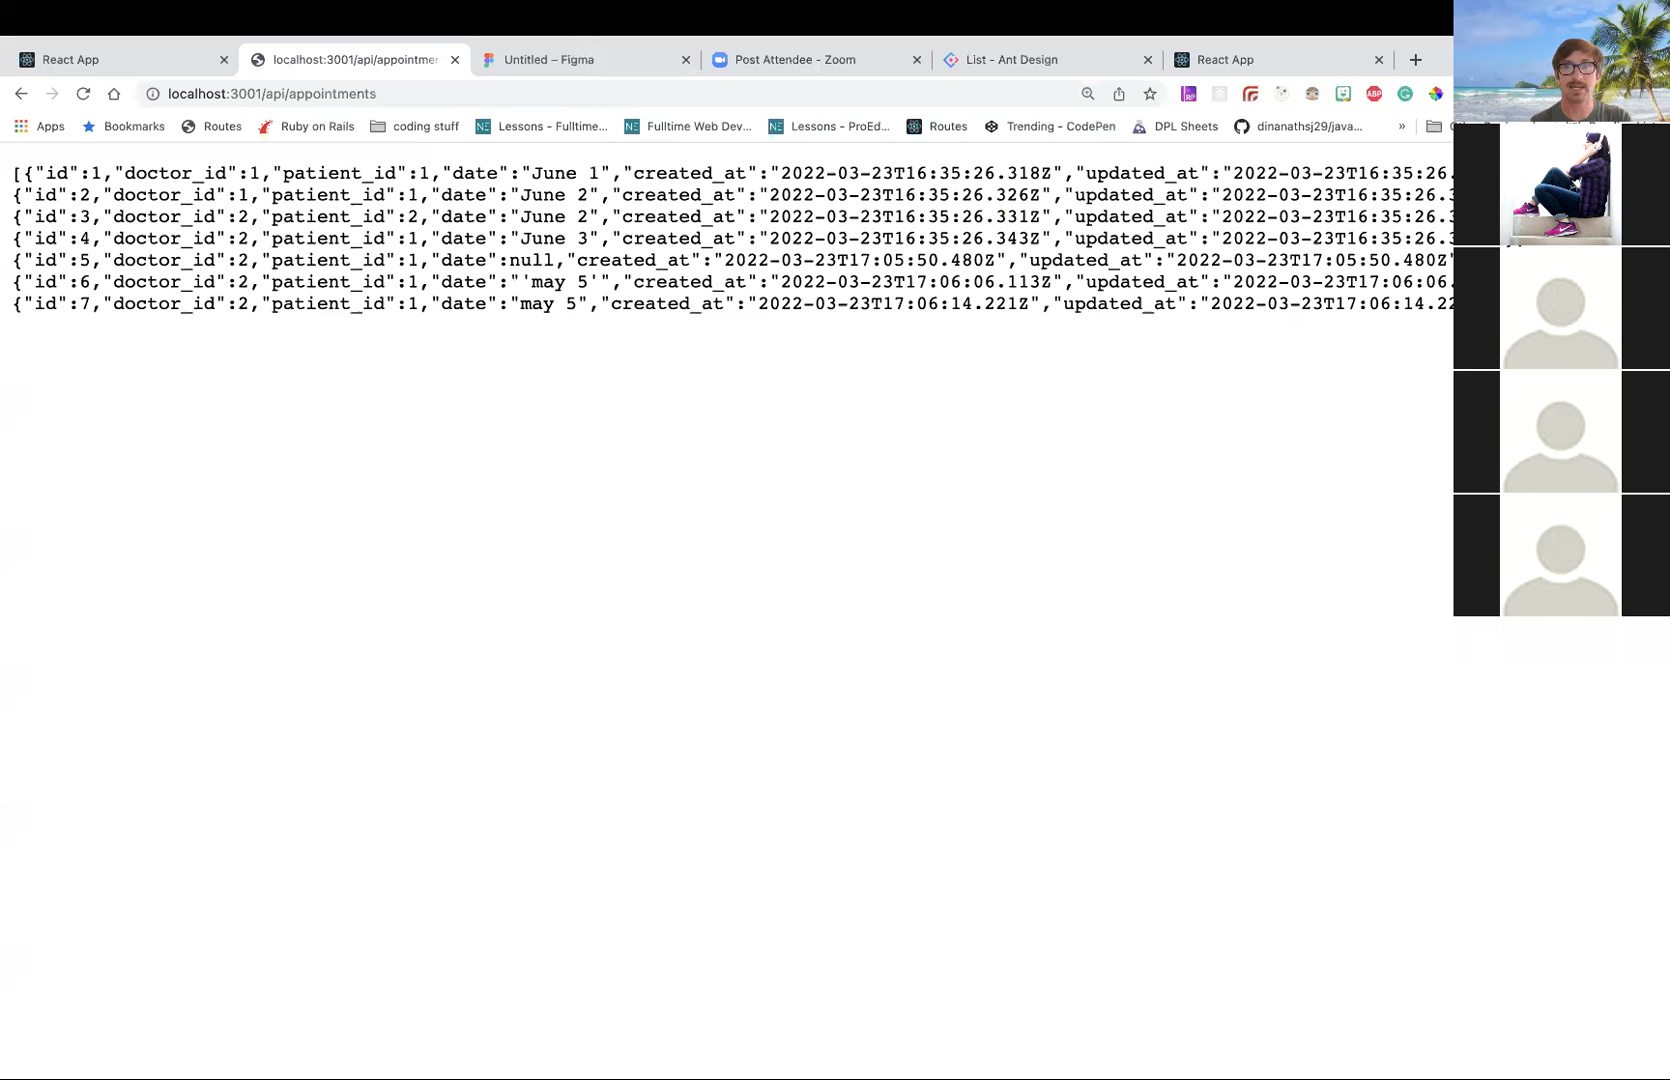 React App
localhost:3001/api/appointmen
Untitled – Figma
Post Attendee - Zoom
List - Ant Design
React App
localhost:3001/api/appointments
Apps
Bookmarks
Routes
Ruby on Rails
coding stuff
Lessons - Fulltime...
Fulltime Web Dev...
Lessons - ProEd...
Routes
Trending - CodePen
DPL Sheets
dinanathsj29/java...
»
[{"id":1,"doctor_id":1,"patient_id":1,"date":"June 1","created_at":"2022-03-23T16:35:26.318Z","updated_at":"2022-03-23T16:35:26.
{"id":2,"doctor_id":1,"patient_id":1,"date":"June 2","created_at":"2022-03-23T16:35:26.326Z","updated_at":"2022-03-23T16:35:26.3
{"id":3,"doctor_id":2,"patient_id":2,"date":"June 2","created_at":"2022-03-23T16:35:26.331Z","updated_at":"2022-03-23T16:35:26.3
{"id":4,"doctor_id":2,"patient_id":1,"date":"June 3","created_at":"2022-03-23T16:35:26.343Z","updated_at":"2022-03-23T16:35:26.3
{"id":5,"doctor_id":2,"patient_id":1,"date":null,"created_at":"2022-03-23T17:05:50.480Z","updated_at":"2022-03-23T17:05:50.480Z"
{"id":6,"doctor_id":2,"patient_id":1,"date":"'may 5'","created_at":"2022-03-23T17:06:06.113Z","updated_at":"2022-03-23T17:06:06.
{"id":7,"doctor_id":2,"patient_id":1,"date":"may 5","created_at":"2022-03-23T17:06:14.221Z","updated_at":"2022-03-23T17:06:14.22
RP
ABP